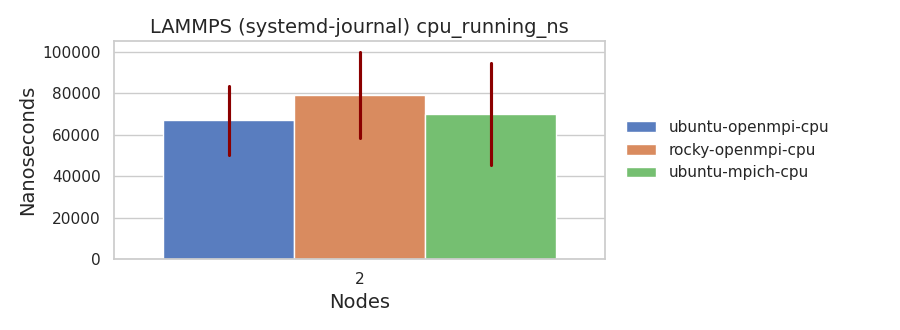 LAMMPS (systemd-journal) cpu_running_ns
Nanoseconds
100000
80000
60000
40000
20000
0
2
Nodes
ubuntu-openmpi-cpu
rocky-openmpi-cpu
ubuntu-mpich-cpu